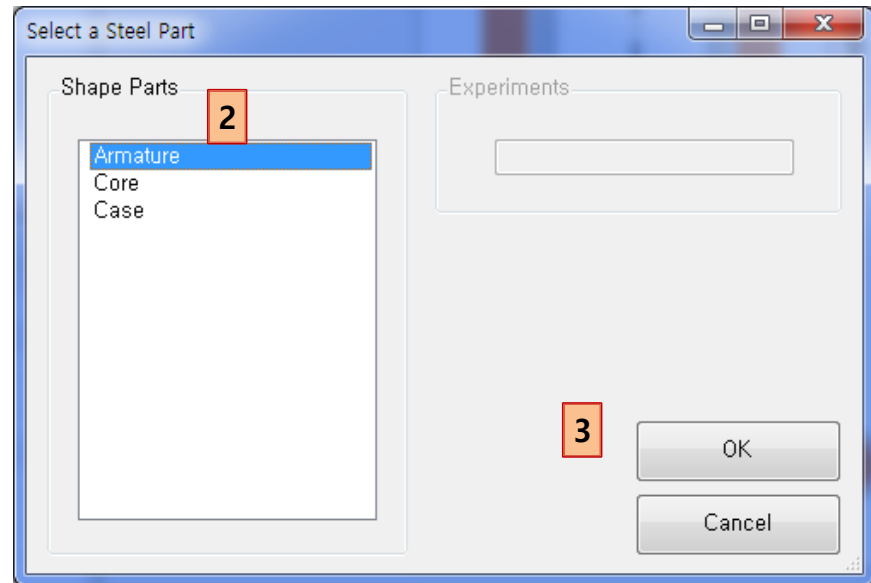 Select a Steel Part
Shape Parts
2
Armature
Core
Case
Experiments
3
OK
Cancel